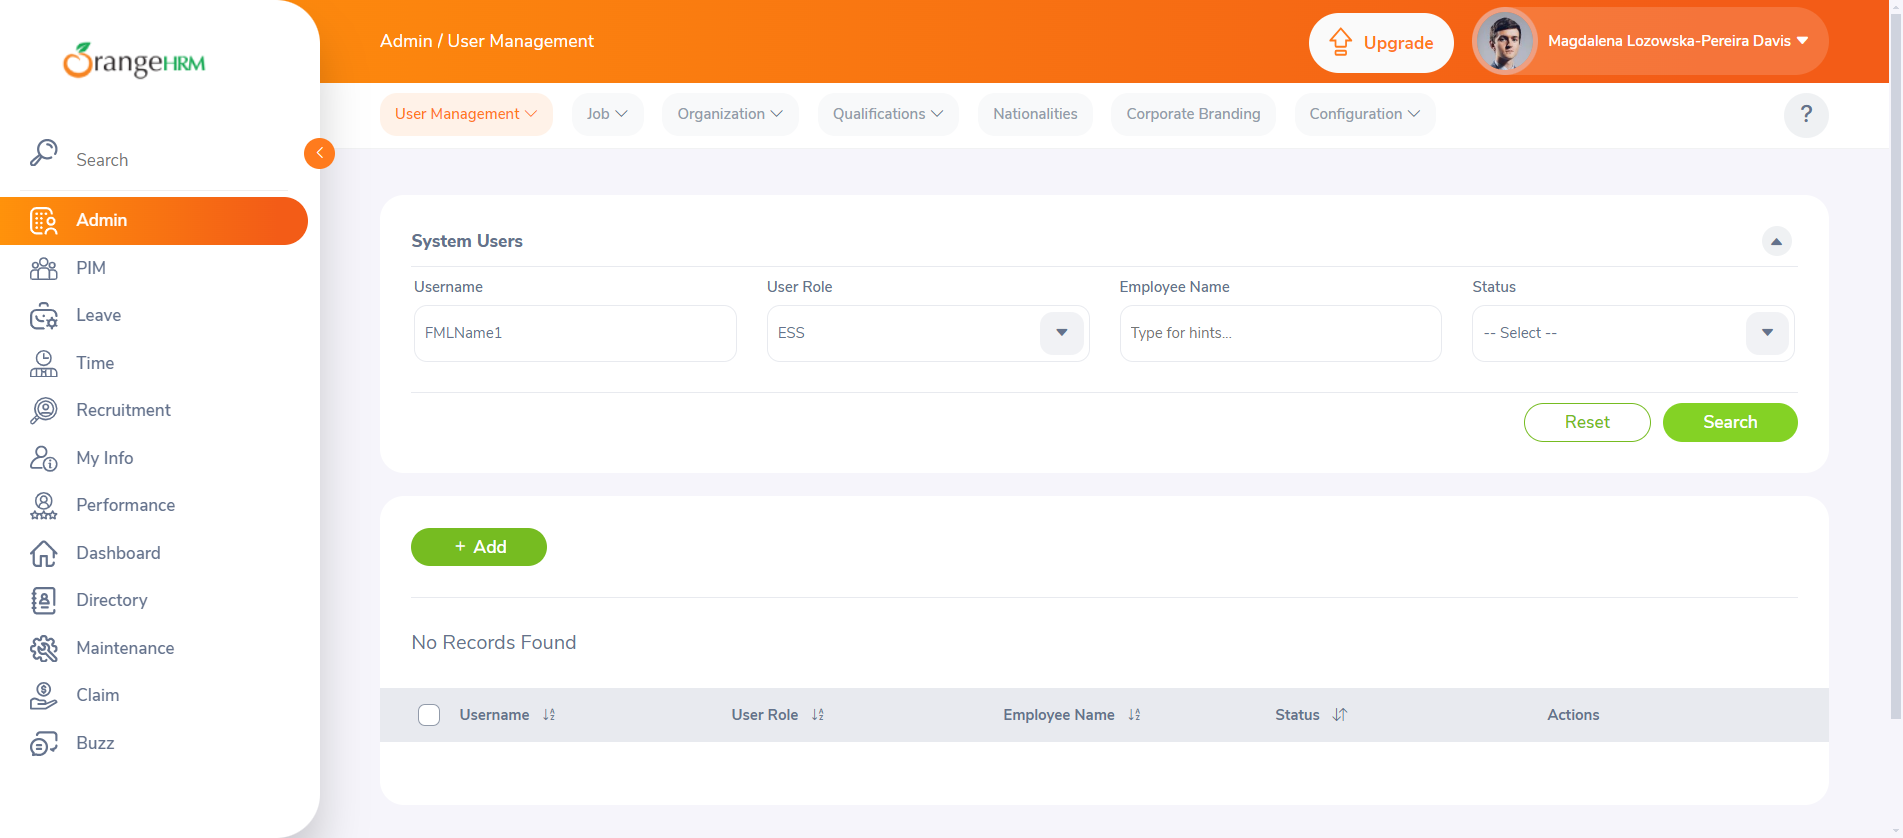 OrangeHRM
Admin / User Management
Upgrade
Magdalena Lozowska-Pereira Davis
User Management
Job
Organization
Qualifications
Nationalities
Corporate Branding
Configuration
?
Search
Admin
PIM
Leave
Time
Recruitment
My Info
Performance
Dashboard
Directory
Maintenance
Claim
Buzz
System Users
Username
User Role
Employee Name
Status
FMLName1
ESS
Type for hints...
-- Select --
Reset
Search
+ Add
No Records Found
Username
User Role
Employee Name
Status
Actions